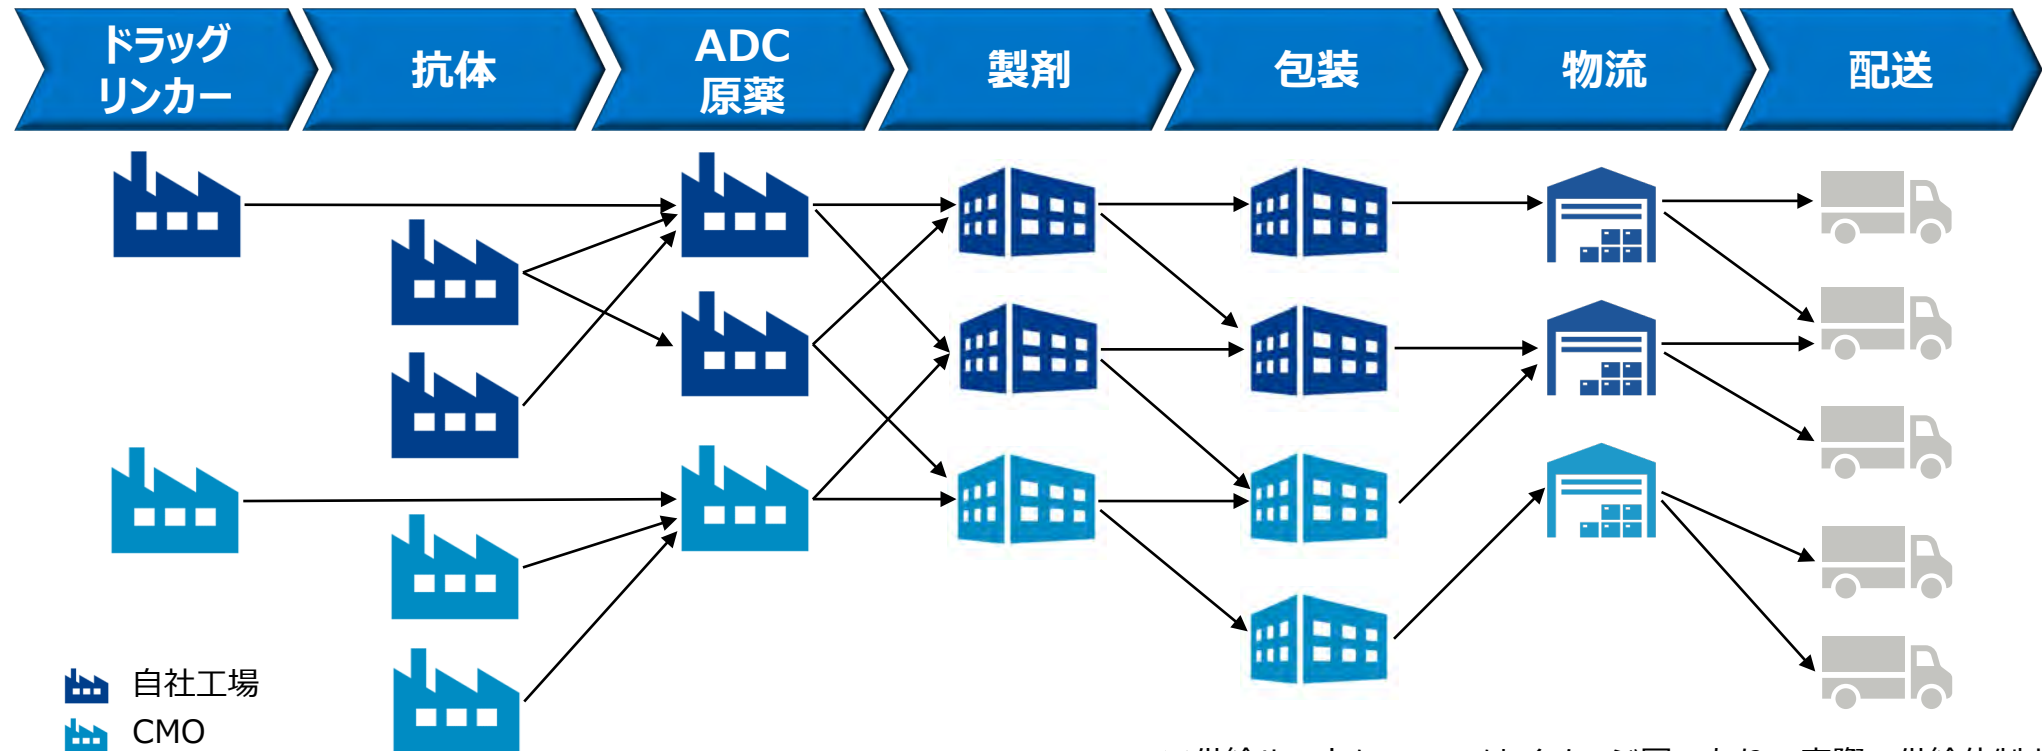 ドラッグ
リンカー
抗体
ADC
原薬
製剤
包装
物流
配送
自社工場
CMO